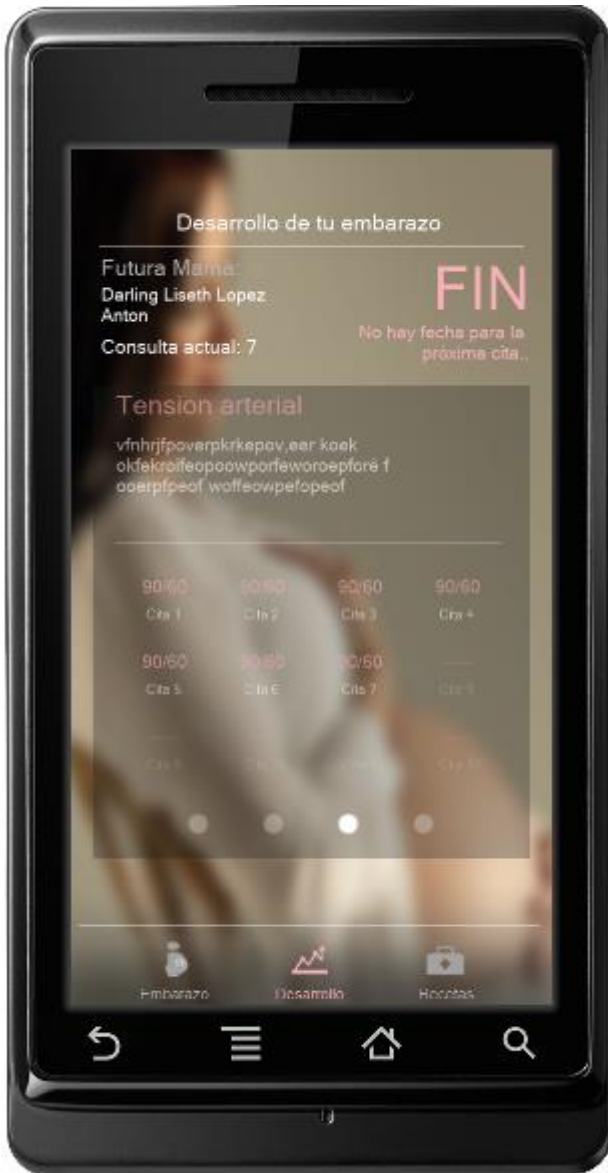 Desarrollo de tu embarazo
Futura Mama:
Darling Liseth Lopez
Anton
Consulta actual: 7
FIN
No hay fecha para la
próxima cita..
Tension arterial
vfnhrjfpoverpkrkepov,eer koek
okfekroifeopoowporfeworoepforé f
ooerpfpeof woffeowpefopeof
90/60 90/60 90/60 90/60
Cita 1 Cita 2 Cita 3 Cita 4
90/60 90/60 90/60 ----
Cita 5 Cita 6 Cita 7
Embarazo Desarrollo Recetas